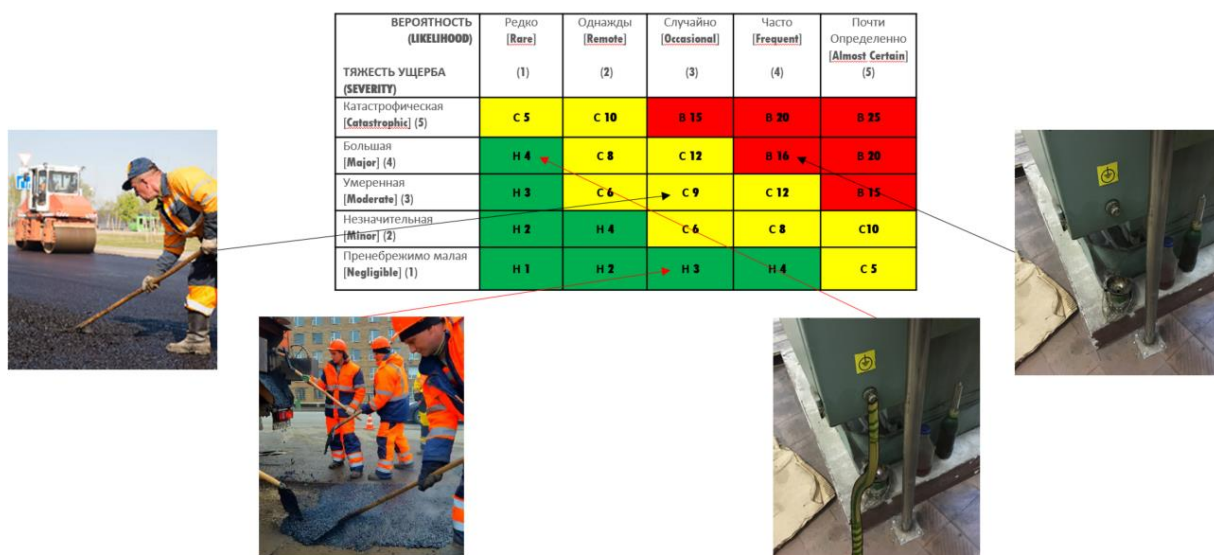 ВЕРОЯТНОСТЬ
(LIKELIHOOD)
ТЯЖЕСТЬ УЩЕРБА
(SEVERITY)
Редко
[Rare]
(1)
Однажды
[Remote]
(2)
Случайно
[Occasional]
(3)
Часто
[Frequent]
(4)
Почти
Определенно
[Almost Certain]
(5)
Катастрофическая
[Catastrophic] (5)
С 5
С 10
В 15
В 20
В 25
Большая
[Major] (4)
Н 4
С 8
С 12
В 16
В 20
Умеренная
[Moderate] (3)
Н 3
С 6
С 9
С 12
В 15
Незначительная
[Minor] (2)
Н 2
Н 4
С 6
С 8
С10
Пренебрежимо малая
[Negligible] (1)
Н 1
Н 2
Н 3
Н 4
С 5